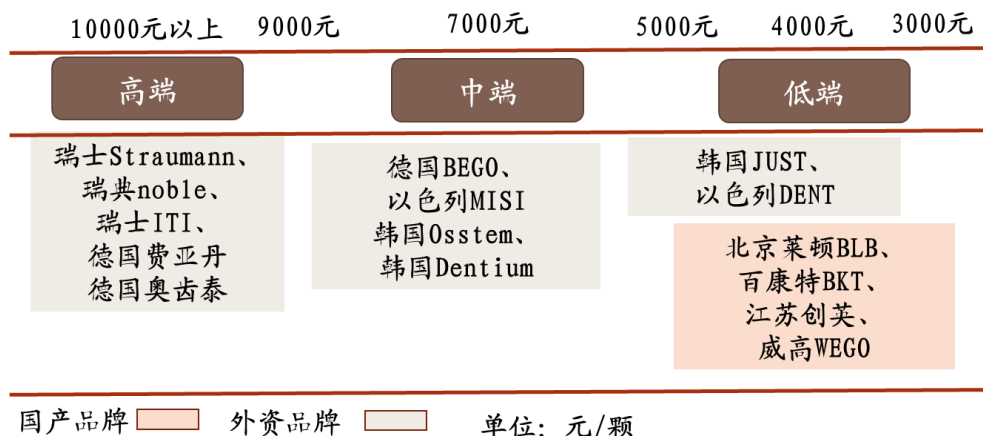 10000元以上 9000元 7000元 5000元 4000元 3000元
高端 中端 低端
瑞士Straumann、
瑞典noble、
瑞士ITI、
德国费亚丹
德国奥齿泰
德国BEGO、
以色列MISI
韩国Osstem、
韩国Dentium
韩国JUST、
以色列DENT
北京莱顿BLB、
百康特BKT、
江苏创英、
威高WEGO
国产品牌 外资品牌 单位：元/颗